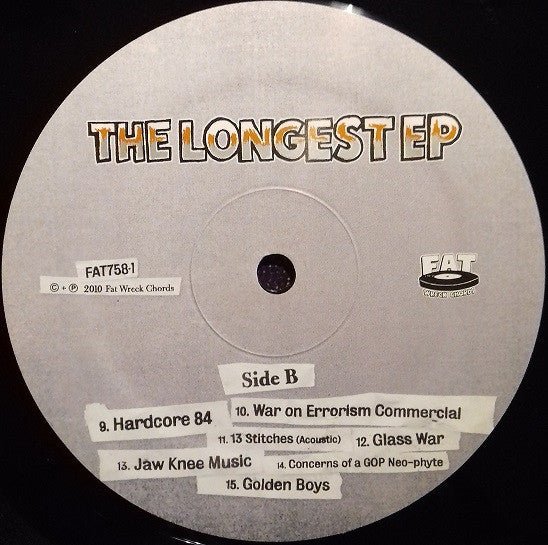 THE LONGEST EP
FAT758-1
© + ℗ 2010 Fat Wreck Chords
FAT
WRECK CHORDS
Side B
9. Hardcore 84
10. War on Errorism Commercial
11. 13 Stitches (Acoustic)
12. Glass War
13. Jaw Knee Music
14. Concerns of a GOP Neo-phyte
15. Golden Boys